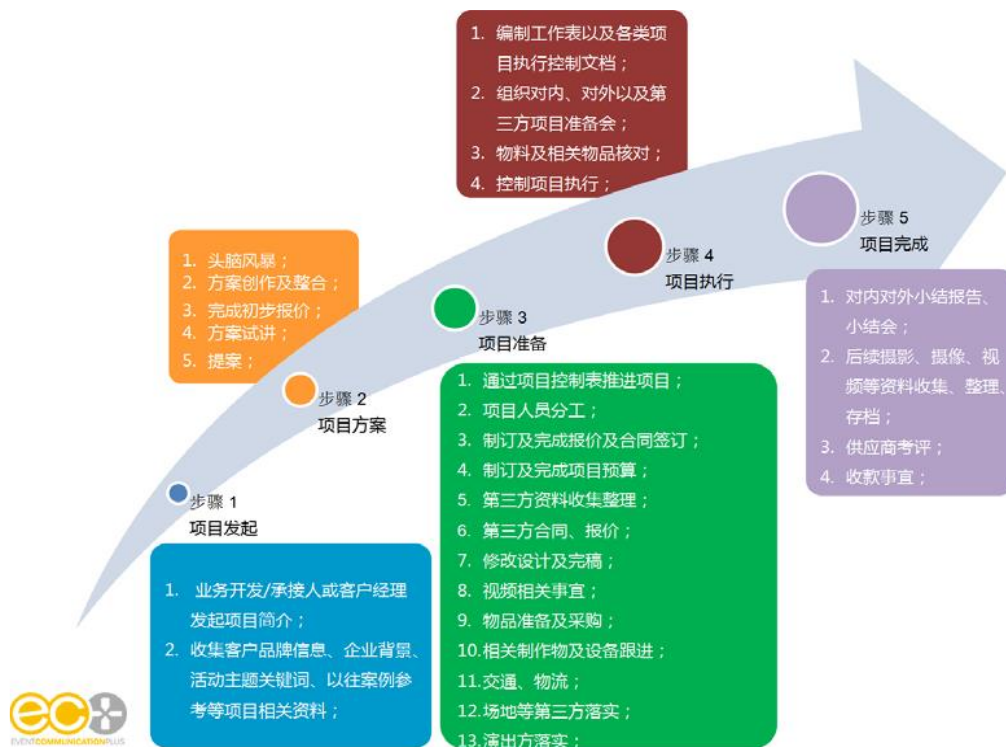 步骤 1
项目发起
1. 业务开发/承接人或客户经理
发起项目简介；
2. 收集客户品牌信息、企业背景、
活动主题关键词、以往案例参
考等项目相关资料；
步骤 2
项目方案
1. 头脑风暴；
2. 方案创作及整合；
3. 完成初步报价；
4. 方案试讲；
5. 提案；
步骤 3
项目准备
1. 通过项目控制表推进项目；
2. 项目人员分工；
3. 制订及完成报价及合同签订；
4. 制订及完成项目预算；
5. 第三方资料收集整理；
6. 第三方合同、报价；
7. 修改设计及完稿；
8. 视频相关事宜；
9. 物品准备及采购；
10.相关制作物及设备跟进；
11.交通、物流；
12.场地等第三方落实；
13.演出方落实；
步骤 4
项目执行
1. 编制工作表以及各类项
目执行控制文档；
2. 组织对内、对外以及第
三方项目准备会；
3. 物料及相关物品核对；
4. 控制项目执行；
步骤 5
项目完成
1. 对内对外小结报告、
小结会；
2. 后续摄影、摄像、视
频等资料收集、整理、
存档；
3. 供应商考评；
4. 收款事宜；
ec+
EVENTCOMMUNICATIONPLUS